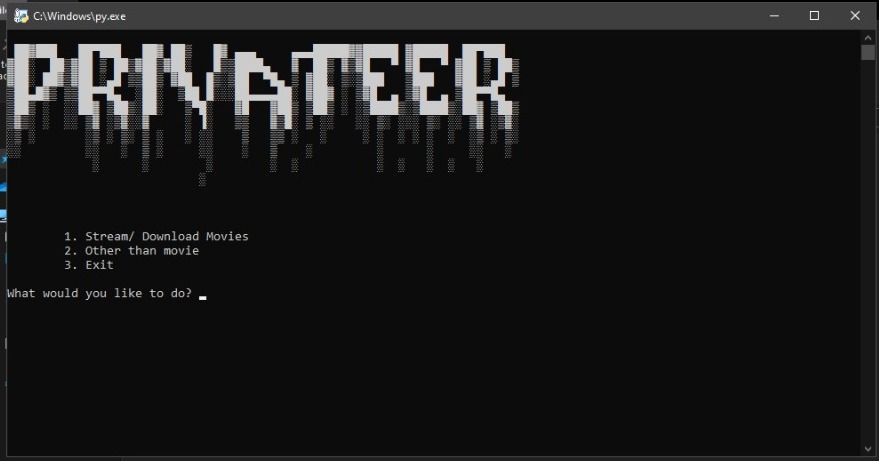 C:\Windows\py.exe
PRIVATEER
1. Stream/ Download Movies
2. Other than movie
3. Exit
What would you like to do?